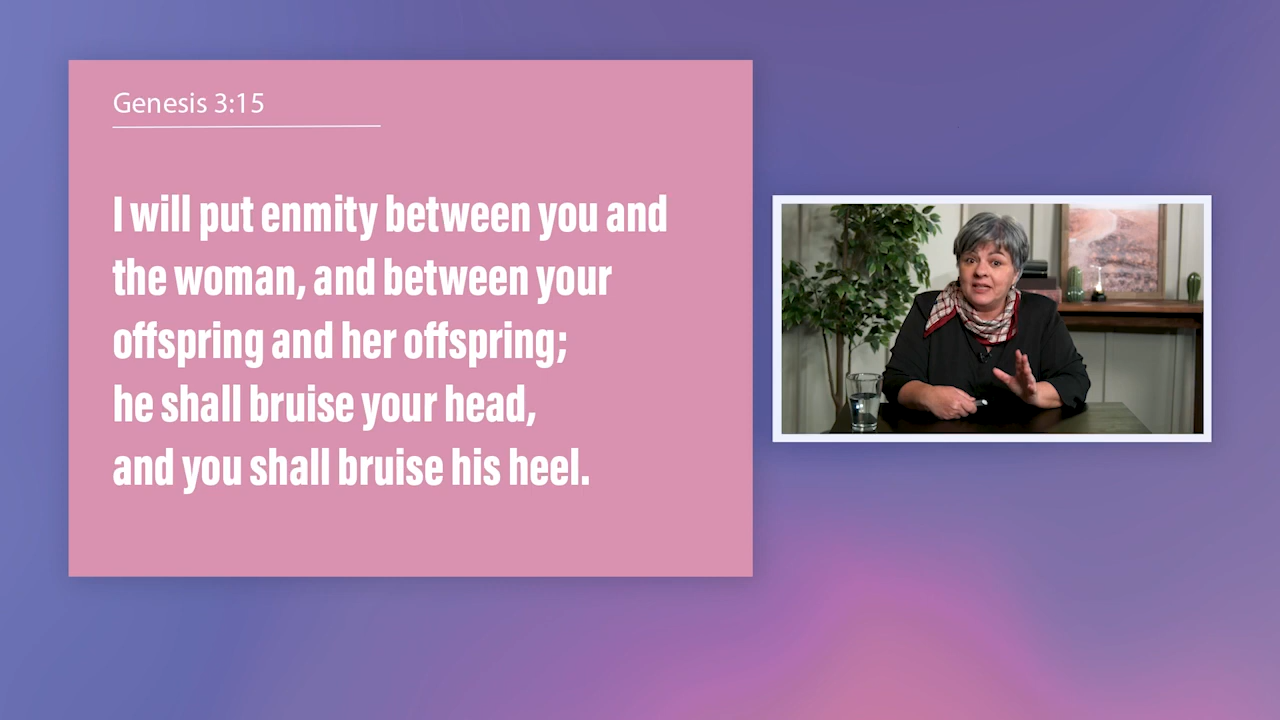 Genesis 3:15
I will put enmity between you and
the woman, and between your
offspring and her offspring;
he shall bruise your head,
and you shall bruise his heel.